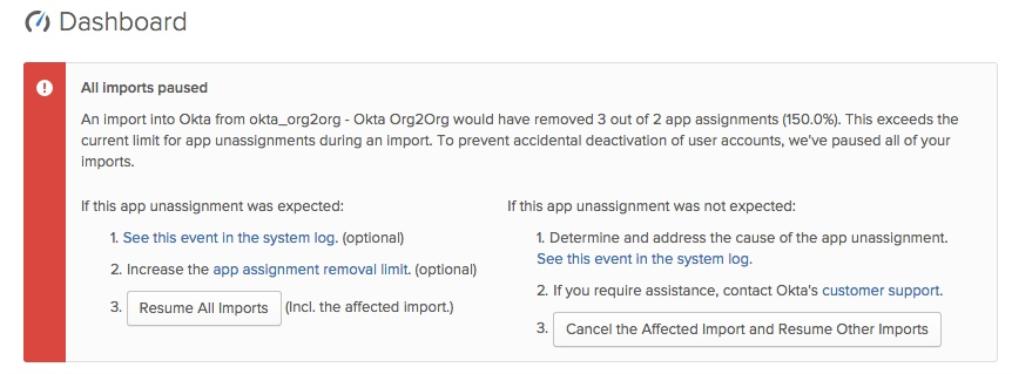 Dashboard
All imports paused
An import into Okta from okta_org2org - Okta Org2Org would have removed 3 out of 2 app assignments (150.0%). This exceeds the
current limit for app unassignments during an import. To prevent accidental deactivation of user accounts, we've paused all of your
imports.
If this app unassignment was expected:
1. See this event in the system log. (optional)
2. Increase the app assignment removal limit. (optional)
3. Resume All Imports (Incl. the affected import.)
If this app unassignment was not expected:
1. Determine and address the cause of the app unassignment.
See this event in the system log.
2. If you require assistance, contact Okta's customer support.
3. Cancel the Affected Import and Resume Other Imports